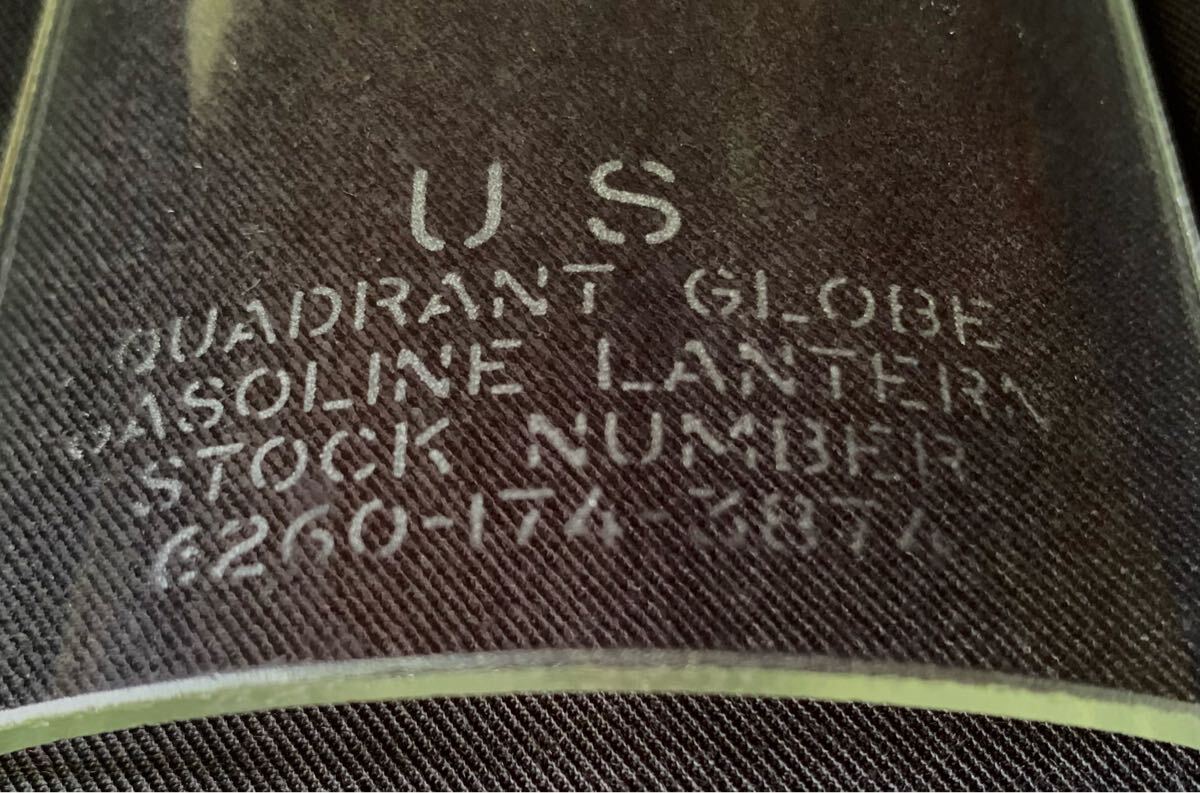 U S
QUADRANT GLOBE
GASOLINE LANTERN
STOCK NUMBER
6260-174-3874